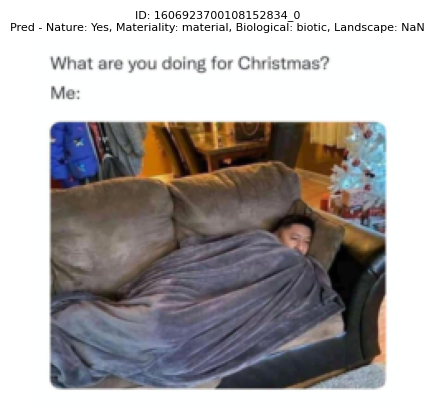 ID: 1606923700108152834_0
Pred - Nature: Yes, Materiality: material, Biological: biotic, Landscape: NaN
What are you doing for Christmas?
Me: